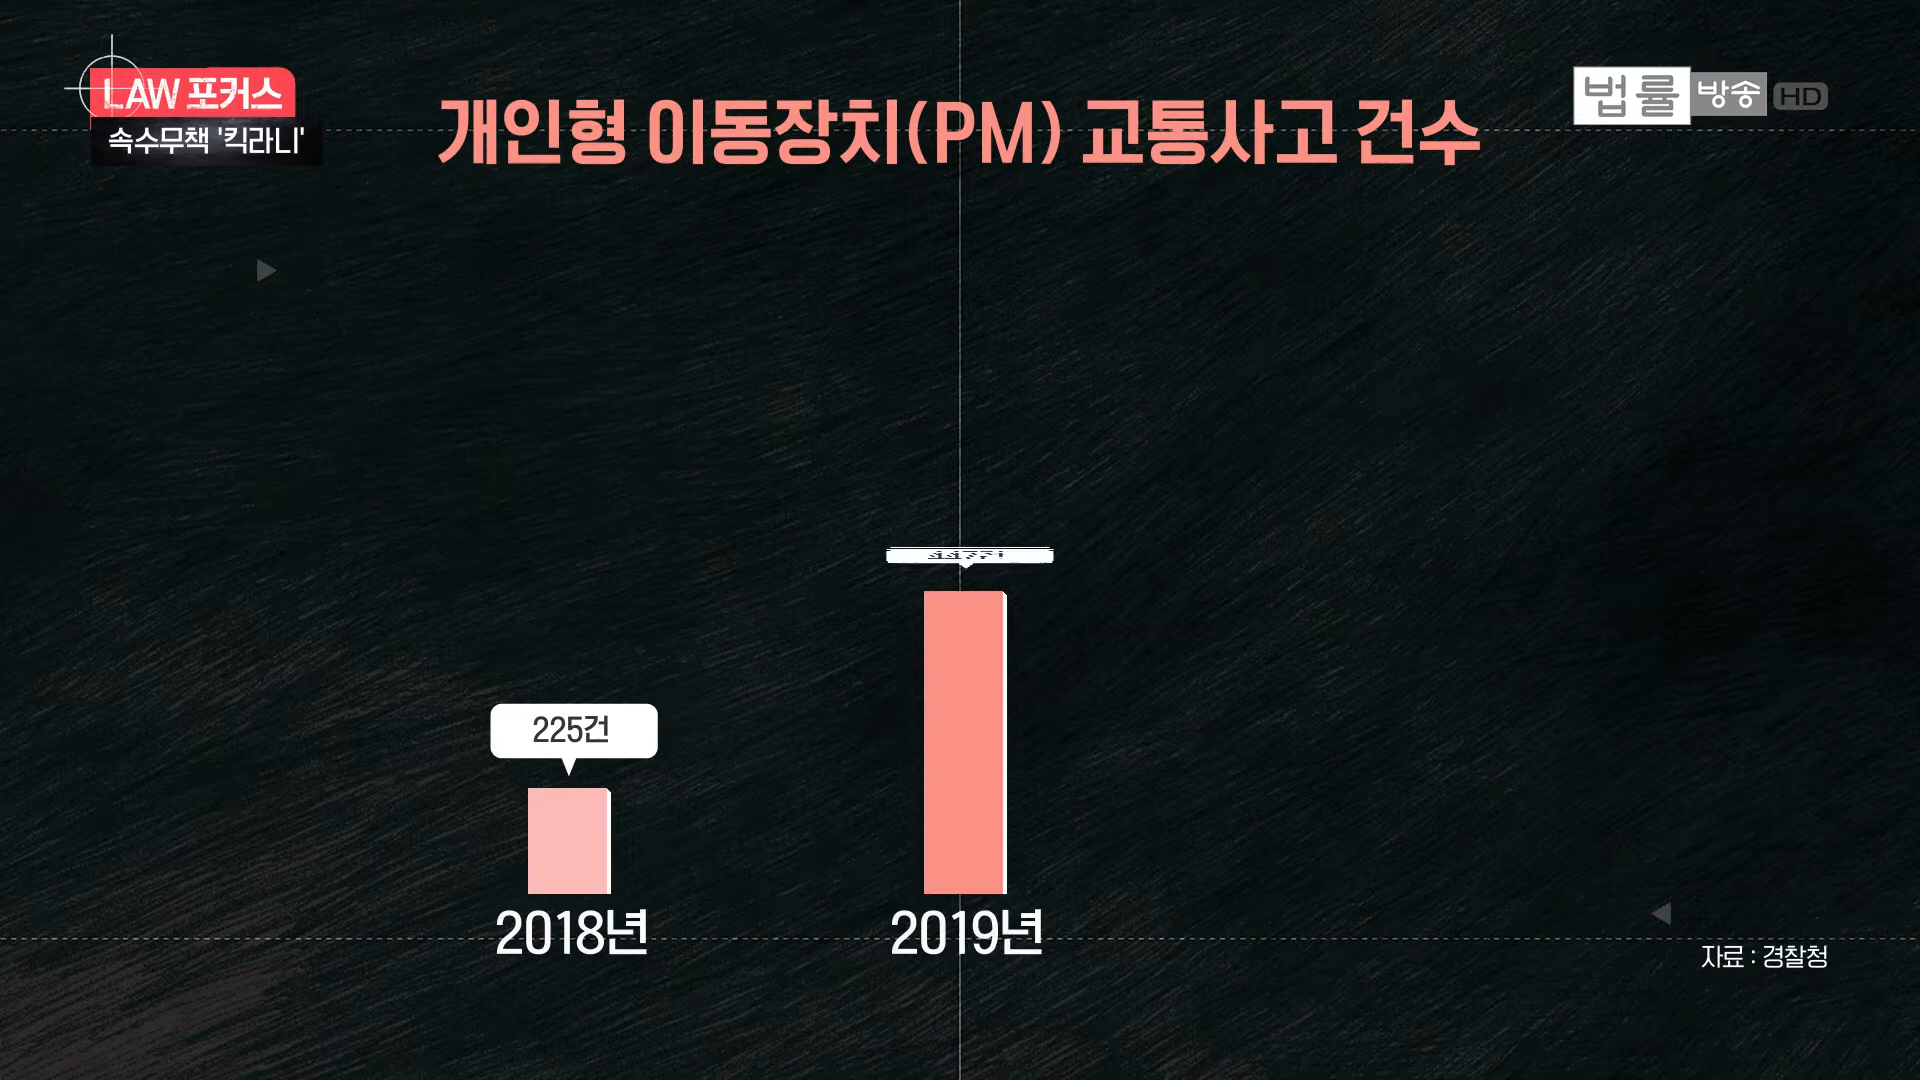 LAW 포커스
속수무책 '킥라니'
개인형 이동장치(PM) 교통사고 건수
법률방송 HD
225건
2018년
2019년
자료 : 경찰청